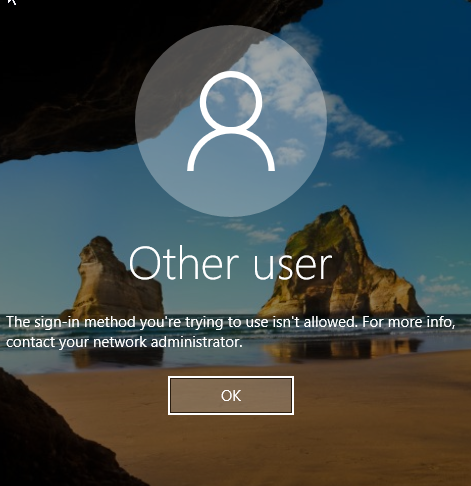 Other user
The sign-in method you're trying to use isn't allowed. For more info,
contact your network administrator.
OK